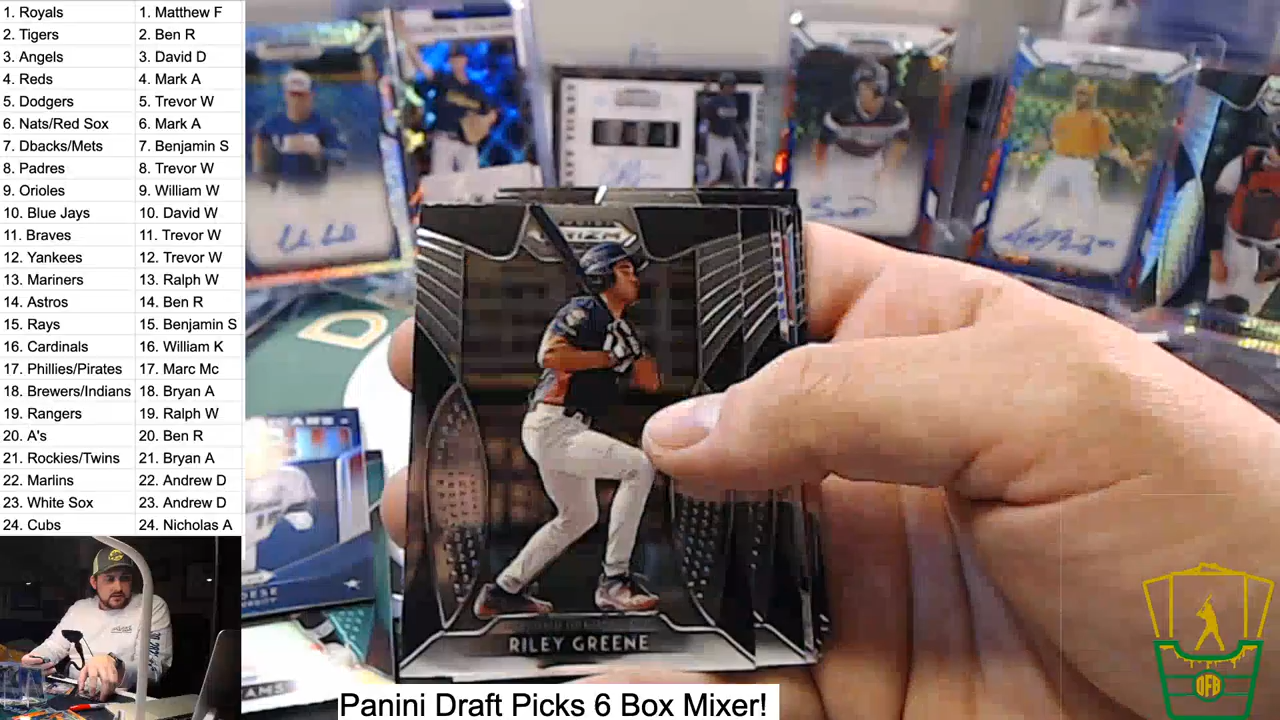 1. Royals 1. Matthew F
2. Tigers 2. Ben R
3. Angels 3. David D
4. Reds 4. Mark A
5. Dodgers 5. Trevor W
6. Nats/Red Sox 6. Mark A
7. Dbacks/Mets 7. Benjamin S
8. Padres 8. Trevor W
9. Orioles 9. William W
10. Blue Jays 10. David W
11. Braves 11. Trevor W
12. Yankees 12. Trevor W
13. Mariners 13. Ralph W
14. Astros 14. Ben R
15. Rays 15. Benjamin S
16. Cardinals 16. William K
17. Phillies/Pirates 17. Marc Mc
18. Brewers/Indians 18. Bryan A
19. Rangers 19. Ralph W
20. A's 20. Ben R
21. Rockies/Twins 21. Bryan A
22. Marlins 22. Andrew D
23. White Sox 23. Andrew D
24. Cubs 24. Nicholas A
PRIZM
RILEY GREENE
OFB
Panini Draft Picks 6 Box Mixer!